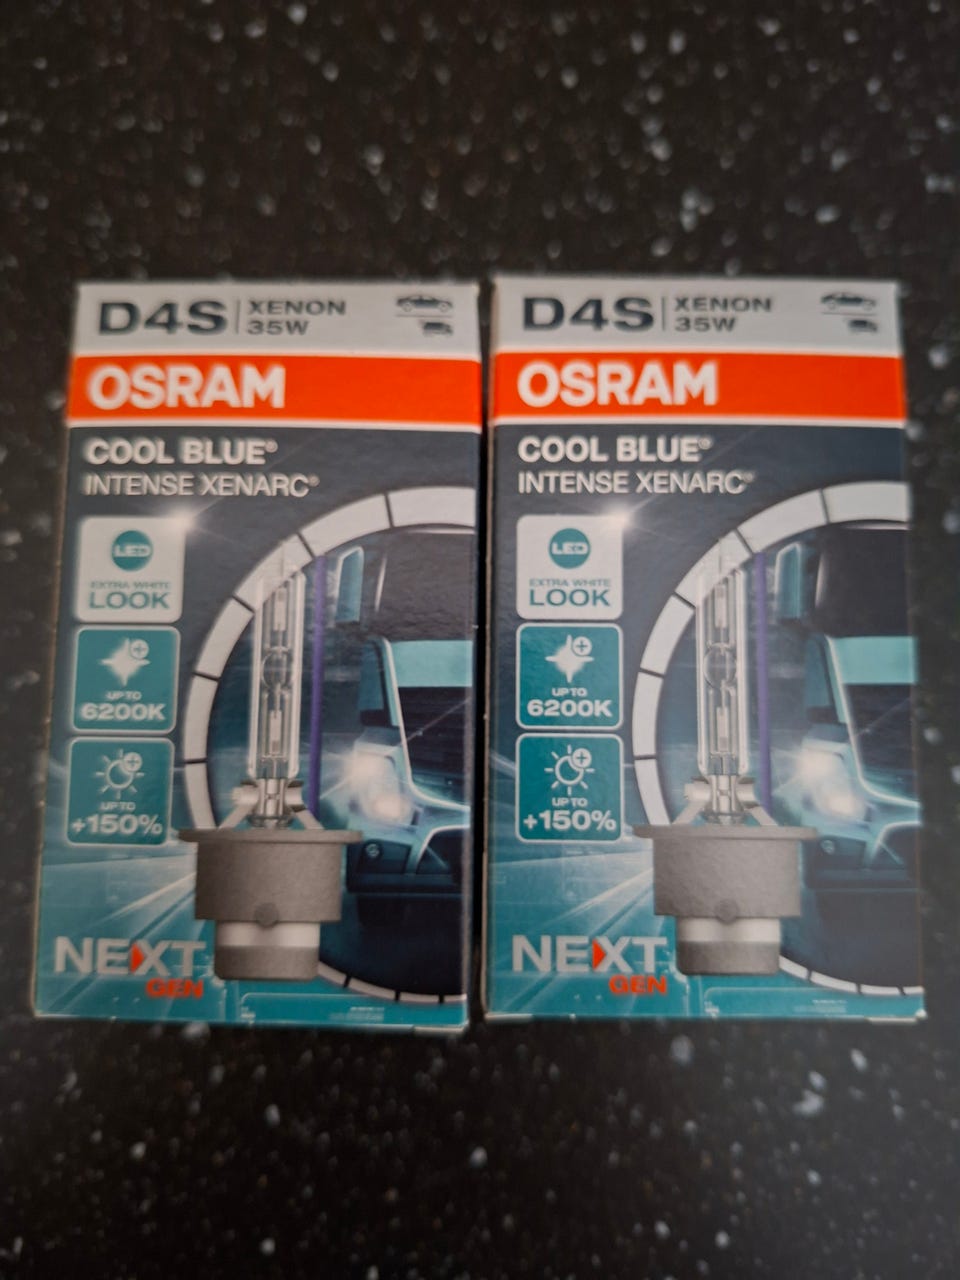 D4S
XENON
35W
OSRAM
COOL BLUE®
INTENSE XENARC®
LED
EXTRA WHITE
LOOK
UP TO
6200K
UP TO
+150%
NEXT
GEN
D4S
XENON
35W
OSRAM
COOL BLUE®
INTENSE XENARC®
LED
EXTRA WHITE
LOOK
UP TO
6200K
UP TO
+150%
NEXT
GEN